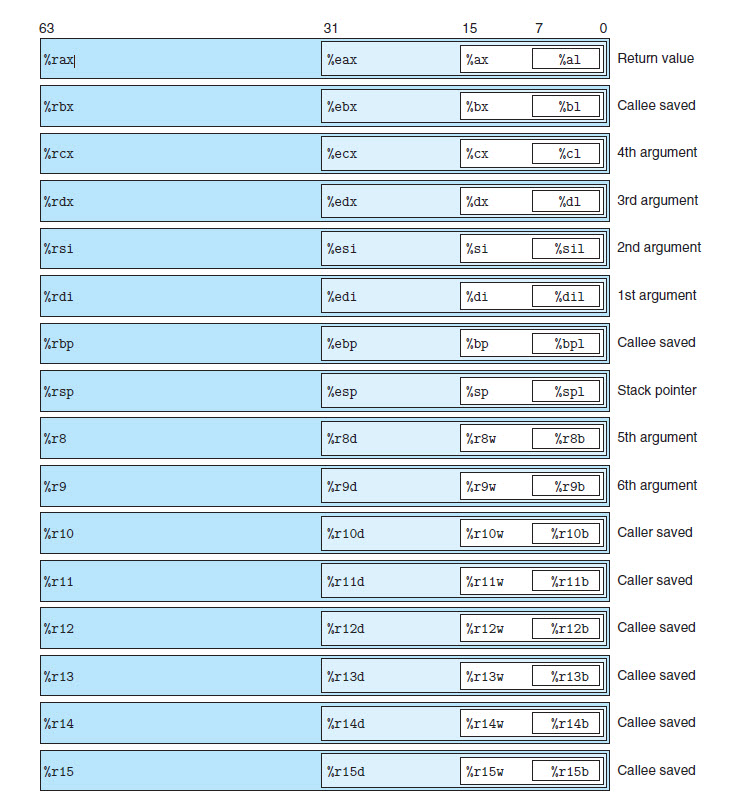 63 31 15 7 0
%rax %eax %ax %al Return value
%rbx %ebx %bx %bl Callee saved
%rcx %ecx %cx %cl 4th argument
%rdx %edx %dx %dl 3rd argument
%rsi %esi %si %sil 2nd argument
%rdi %edi %di %dil 1st argument
%rbp %ebp %bp %bpl Callee saved
%rsp %esp %sp %spl Stack pointer
%r8 %r8d %r8w %r8b 5th argument
%r9 %r9d %r9w %r9b 6th argument
%r10 %r10d %r10w %r10b Caller saved
%r11 %r11d %r11w %r11b Caller saved
%r12 %r12d %r12w %r12b Callee saved
%r13 %r13d %r13w %r13b Callee saved
%r14 %r14d %r14w %r14b Callee saved
%r15 %r15d %r15w %r15b Callee saved